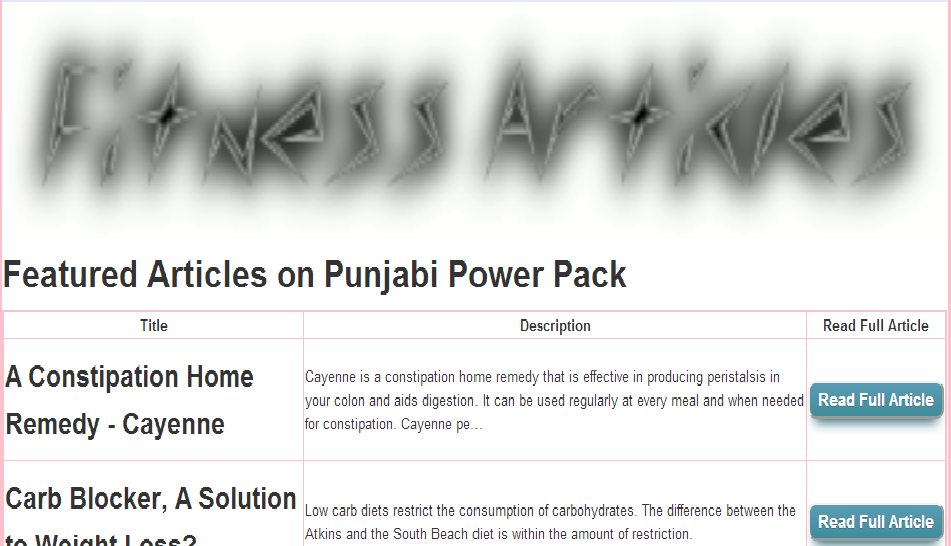 Fitness Articles
Featured Articles on Punjabi Power Pack
Title Description Read Full Article
A Constipation Home
Remedy - Cayenne
Cayenne is a constipation home remedy that is effective in producing peristalsis in
your colon and aids digestion. It can be used regularly at every meal and when needed
for constipation. Cayenne pe...
Read Full Article
Carb Blocker, A Solution
to Weight Loss?
Low carb diets restrict the consumption of carbohydrates. The difference between the
Atkins and the South Beach diet is within the amount of restriction.
Read Full Article